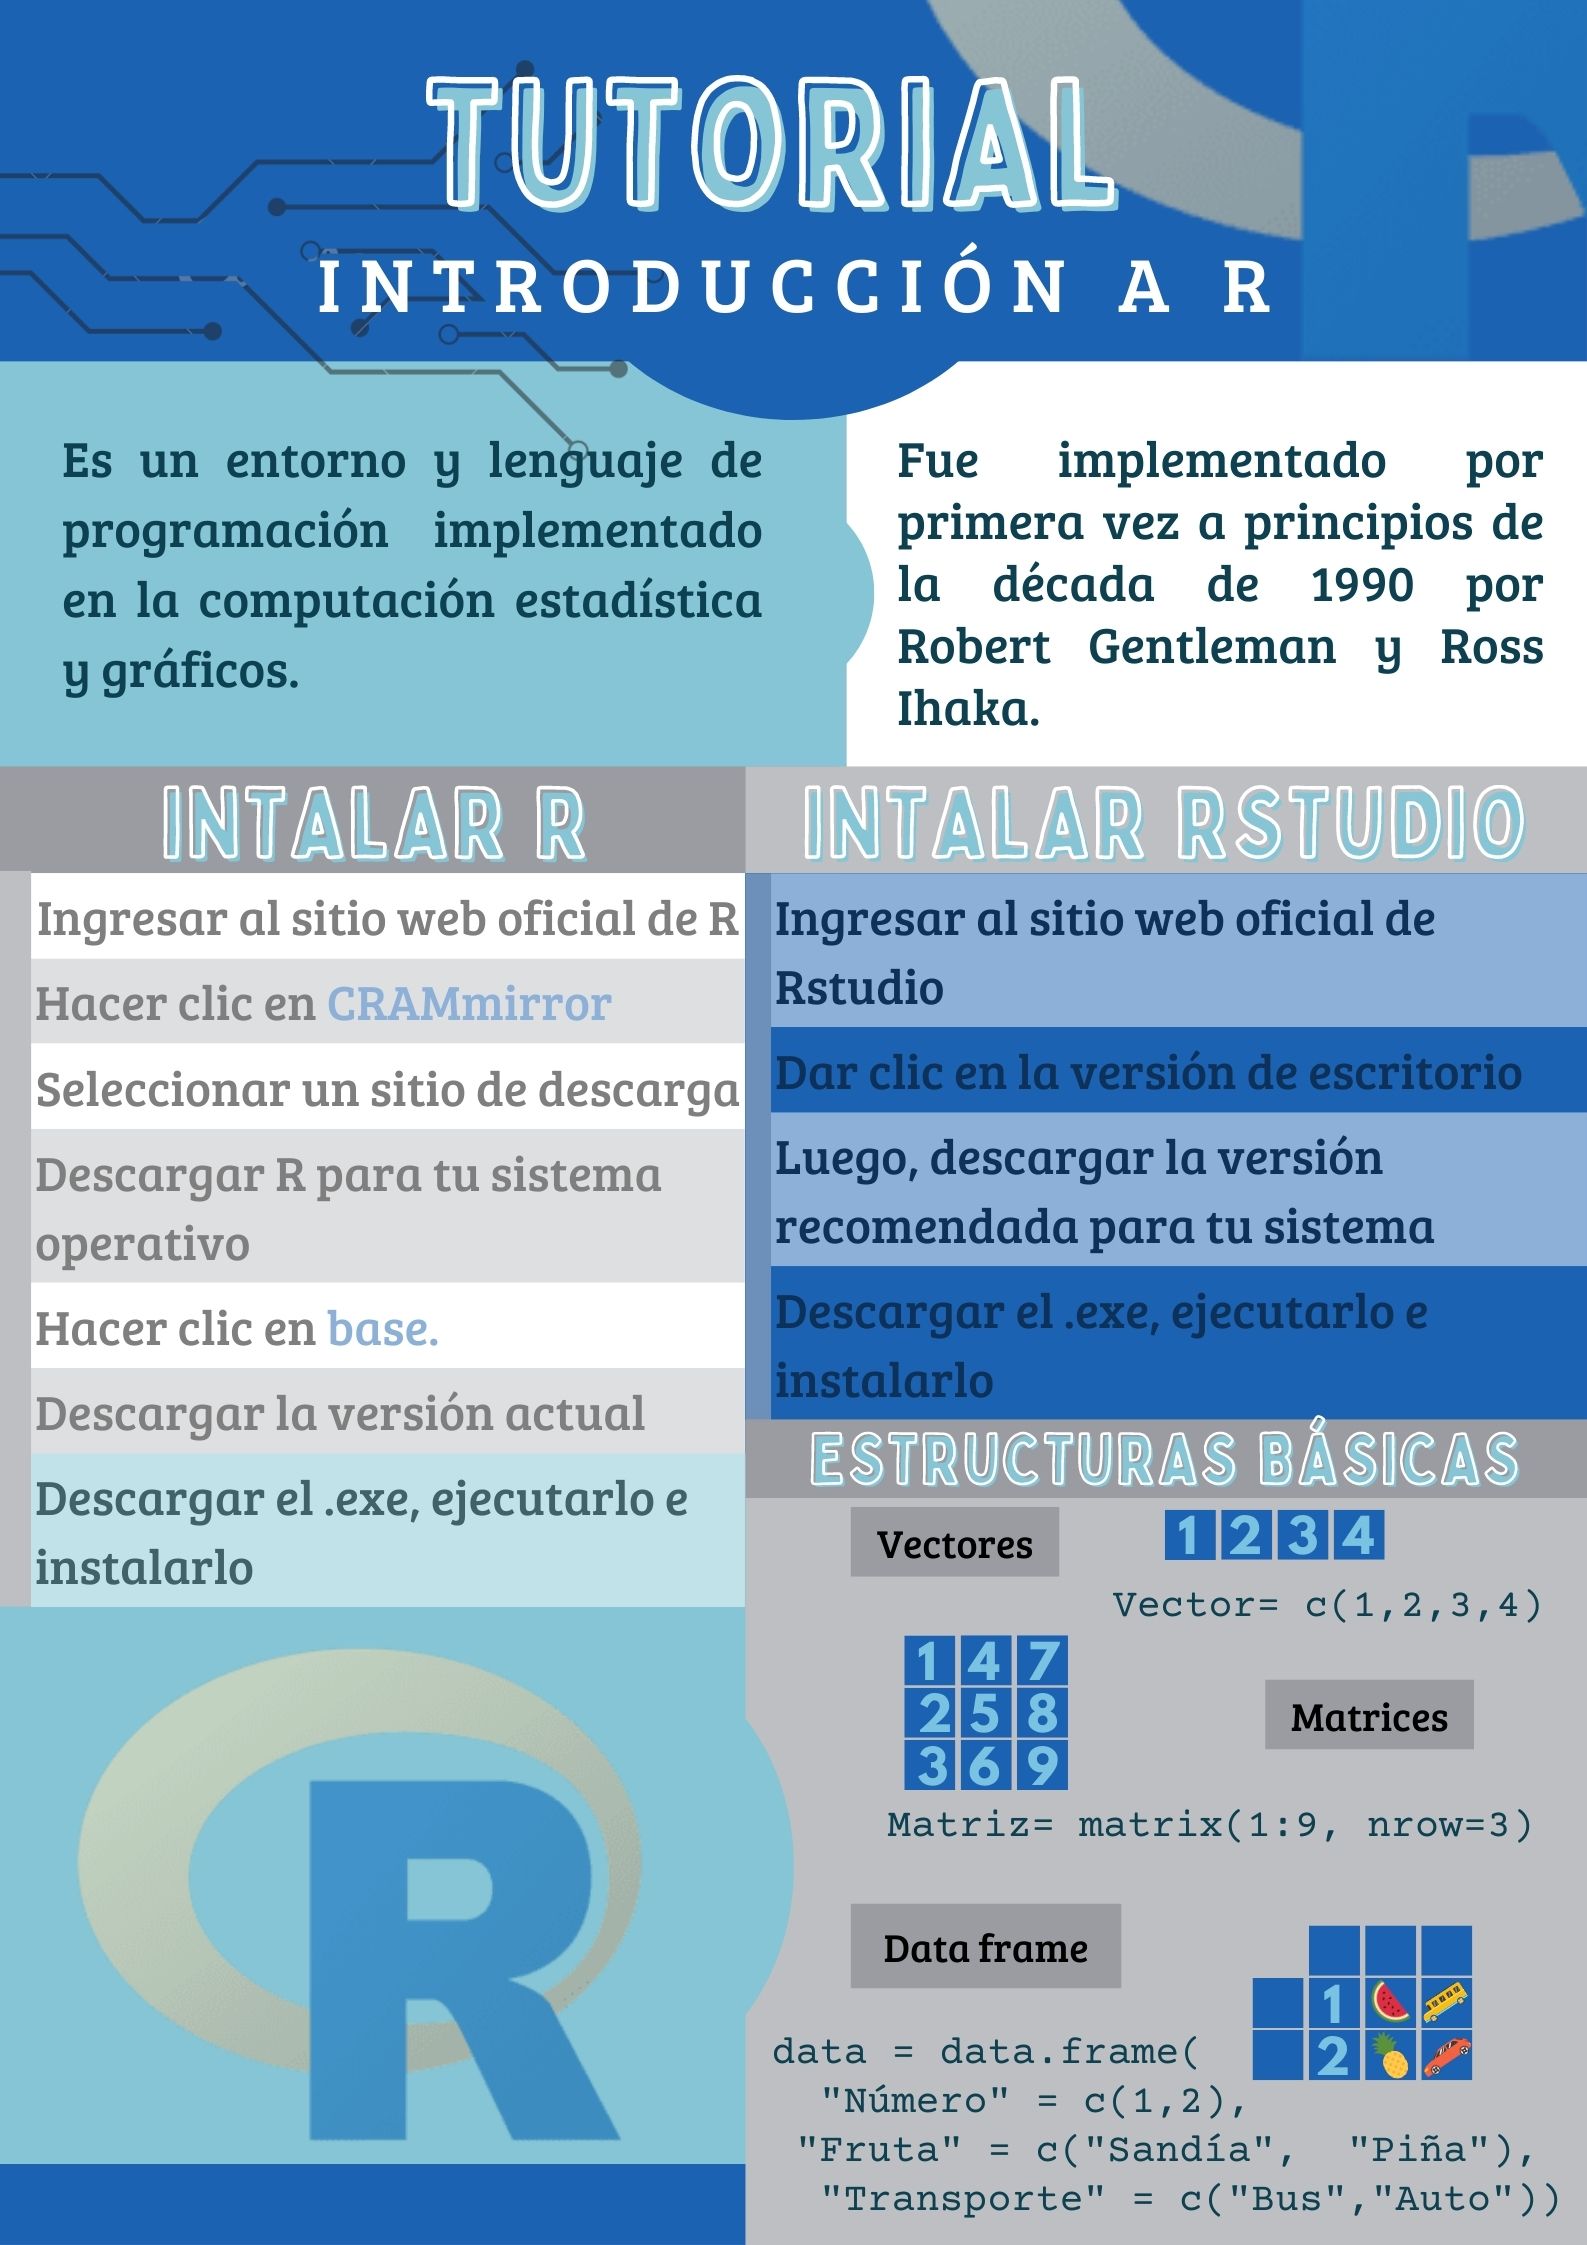 TUTORIAL
INTRODUCCIÓN A R
Es un entorno y lenguaje de
programación implementado
en la computación estadística
y gráficos.
Fue implementado por
primera vez a principios de
la década de 1990 por
Robert Gentleman y Ross
Ihaka.
INTALAR R
Ingresar al sitio web oficial de R
Hacer clic en CRAMmirror
Seleccionar un sitio de descarga
Descargar R para tu sistema
operativo
Hacer clic en base.
Descargar la versión actual
Descargar el .exe, ejecutarlo e
instalarlo
R
INTALAR RSTUDIO
Ingresar al sitio web oficial de
Rstudio
Dar clic en la versión de escritorio
Luego, descargar la versión
recomendada para tu sistema
Descargar el .exe, ejecutarlo e
instalarlo
ESTRUCTURAS BÁSICAS
Vectores
1 2 3 4
Vector= c(1,2,3,4)
1 4 7
2 5 8
3 6 9
Matrices
Matriz= matrix(1:9, nrow=3)
Data frame
1
2
data = data.frame(
"Número" = c(1,2),
"Fruta" = c("Sandía", "Piña"),
"Transporte" = c("Bus","Auto"))